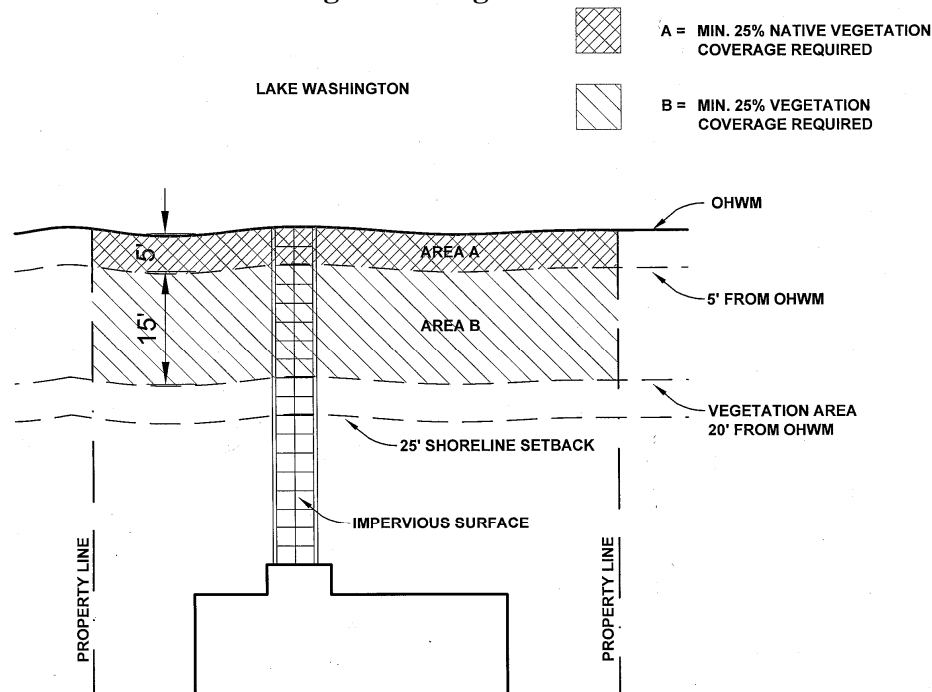 A = MIN. 25% NATIVE VEGETATION
COVERAGE REQUIRED
LAKE WASHINGTON
B = MIN. 25% VEGETATION
COVERAGE REQUIRED
OHWM
5'
AREA A
5' FROM OHWM
15'
AREA B
VEGETATION AREA
20' FROM OHWM
25' SHORELINE SETBACK
IMPERVIOUS SURFACE
PROPERTY LINE
PROPERTY LINE